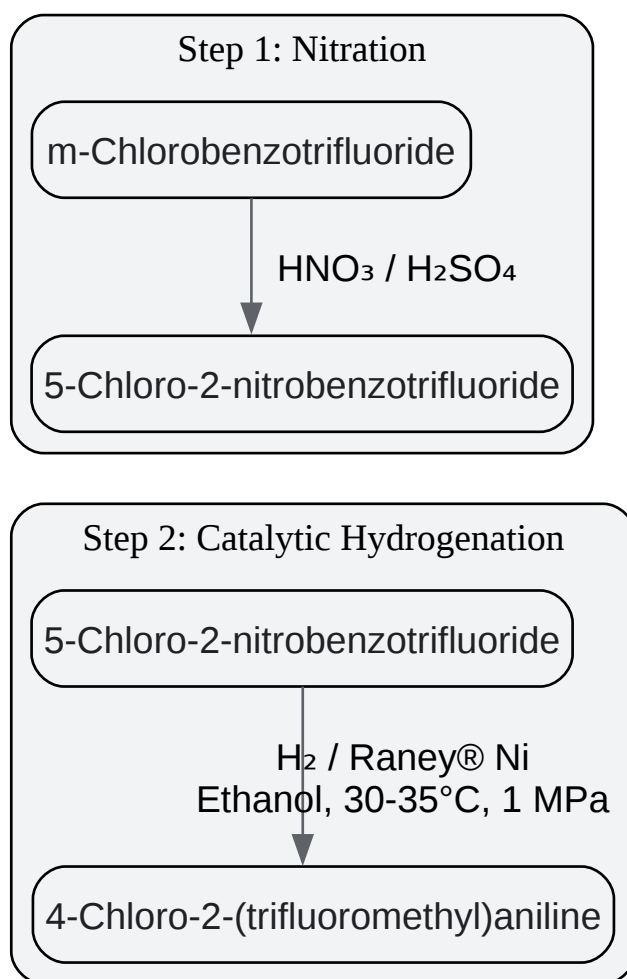 Step 1: Nitration
m-Chlorobenzotrifluoride
HNO₃ / H₂SO₄
5-Chloro-2-nitrobenzotrifluoride
Step 2: Catalytic Hydrogenation
5-Chloro-2-nitrobenzotrifluoride
H₂ / Raney® Ni
Ethanol, 30-35°C, 1 MPa
4-Chloro-2-(trifluoromethyl)aniline